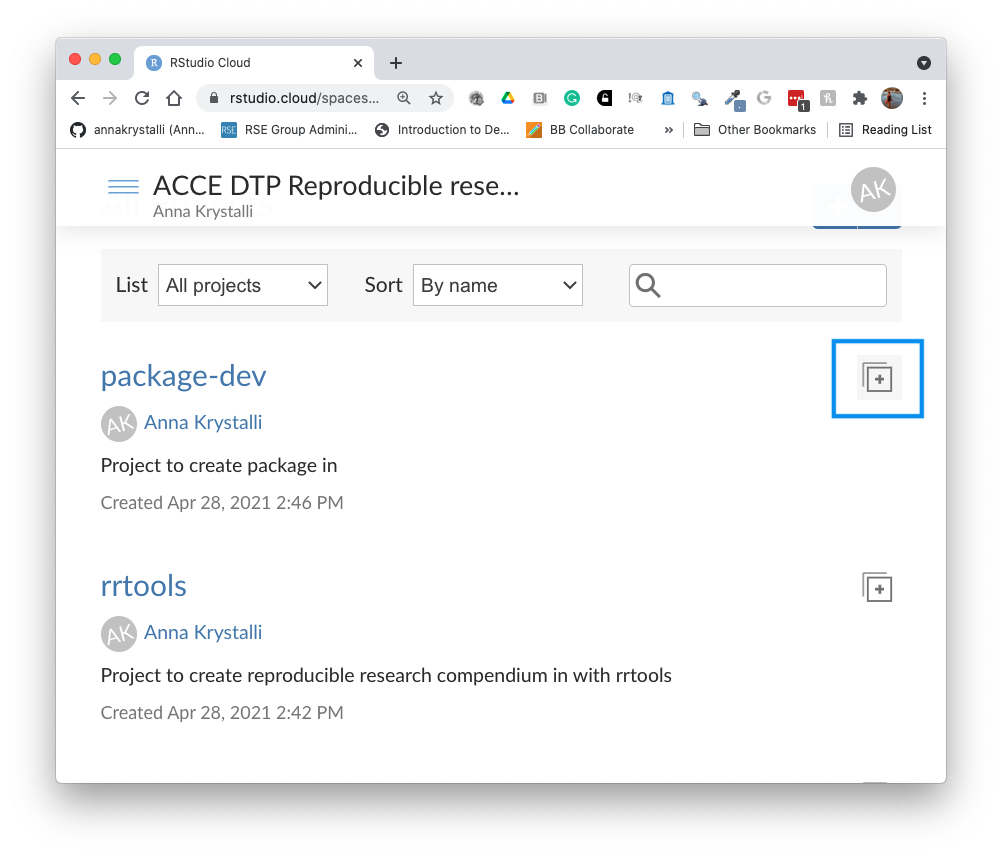 RStudio Cloud
rstudio.cloud/spaces...
1
annakrystalli (Ann...
RSE Group Admini...
Introduction to De...
BB Collaborate
»
Other Bookmarks
Reading List
ACCE DTP Reproducible rese...
Anna Krystalli
AK
List
All projects
Sort
By name
package-dev
AK Anna Krystalli
Project to create package in
Created Apr 28, 2021 2:46 PM
rrtools
AK Anna Krystalli
Project to create reproducible research compendium in with rrtools
Created Apr 28, 2021 2:42 PM